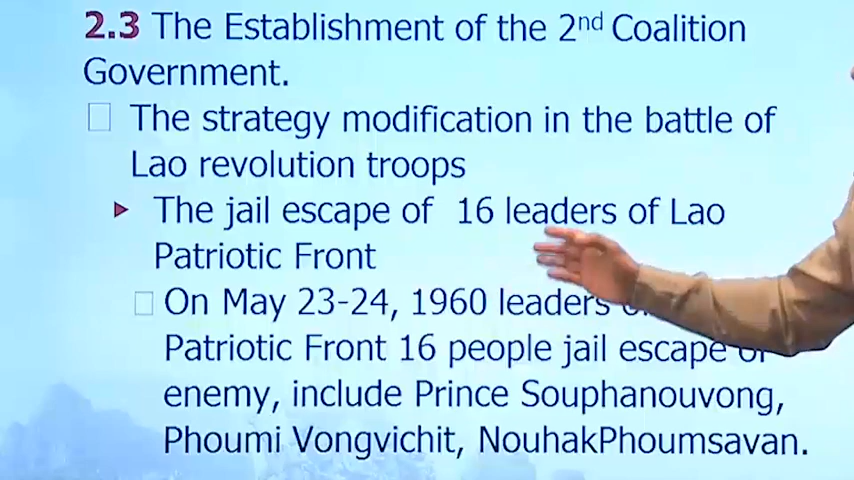 2.3 The Establishment of the 2nd Coalition
Government.
The strategy modification in the battle of
Lao revolution troops
The jail escape of 16 leaders of Lao
Patriotic Front
On May 23-24, 1960 leaders
Patriotic Front 16 people jail escape of
enemy, include Prince Souphanouvong,
Phoumi Vongvichit, NouhakPhoumsavan.